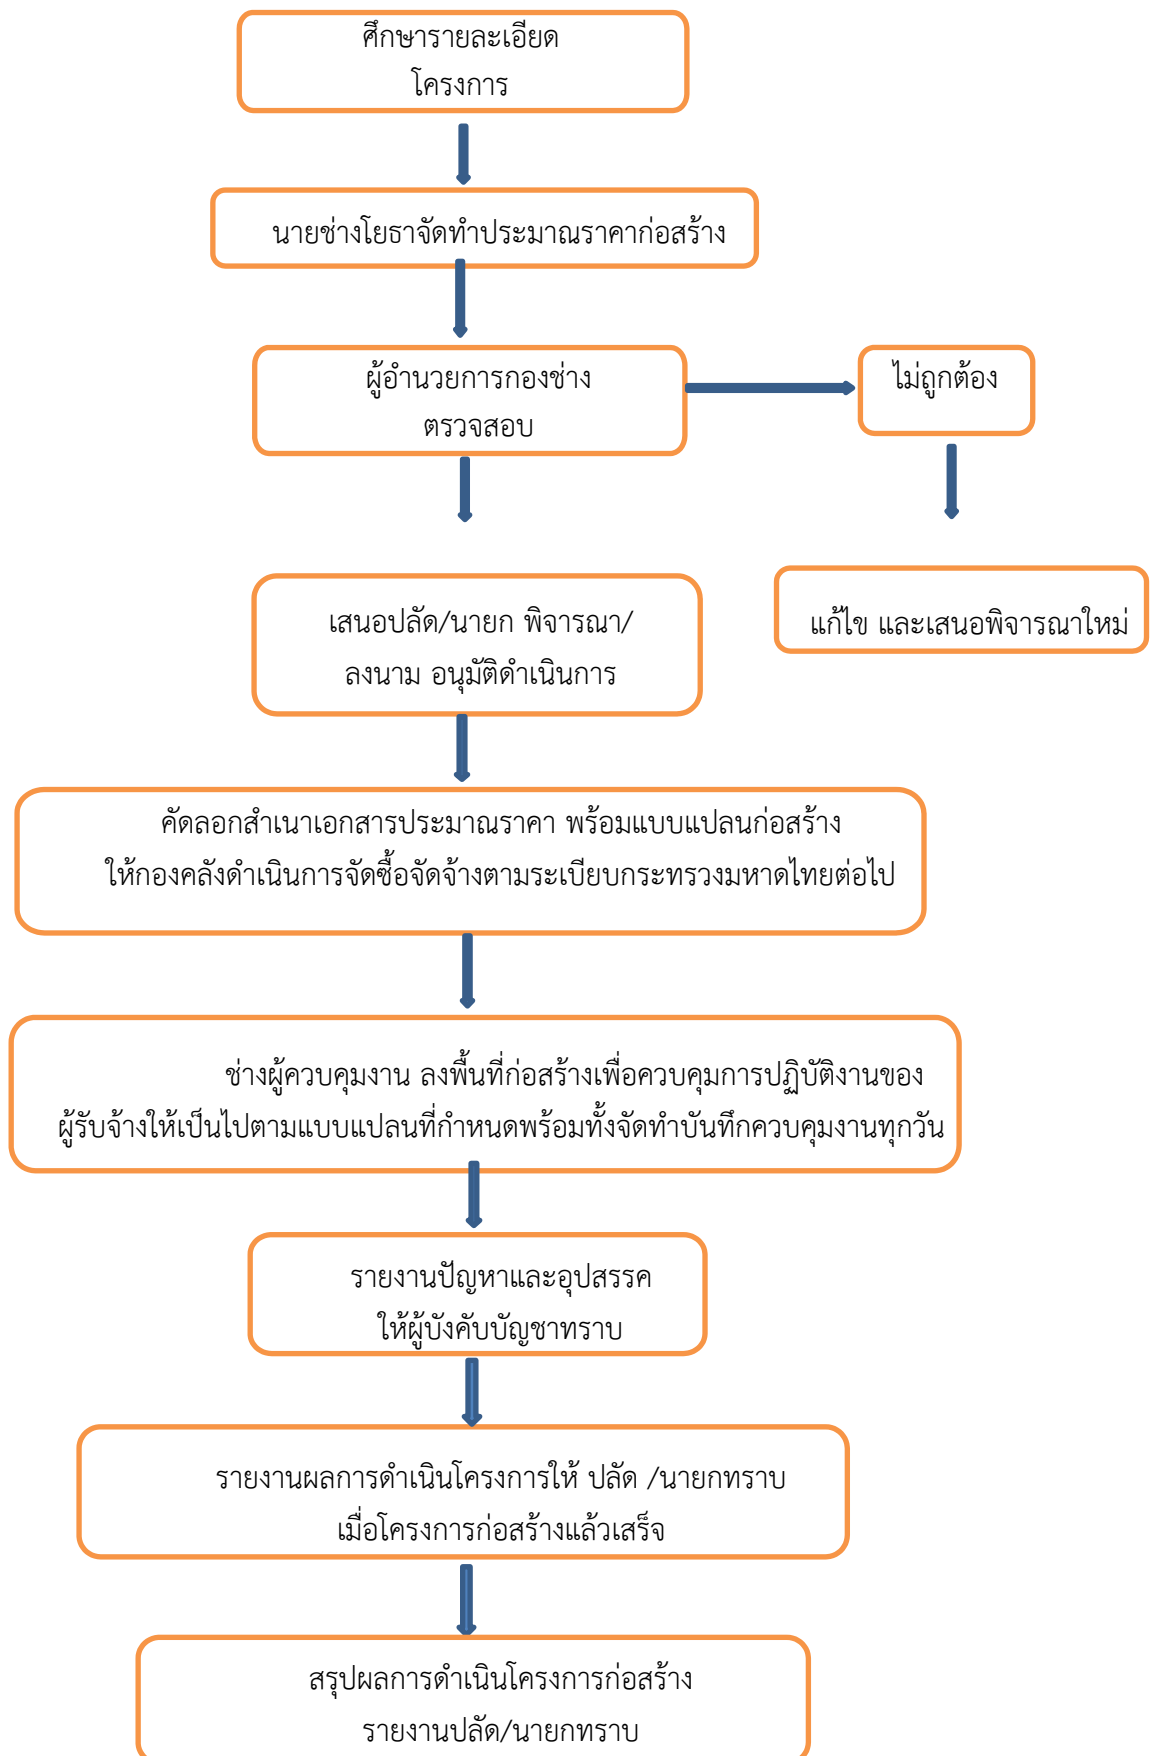 ศึกษารายละเอียด
โครงการ
นายช่างโยธาจัดทำประมาณราคาก่อสร้าง
ผู้อำนวยการกองช่าง
ตรวจสอบ
ไม่ถูกต้อง
เสนอปลัด/นายก พิจารณา/
ลงนาม อนุมัติดำเนินการ
แก้ไข และเสนอพิจารณาใหม่
คัดลอกสำเนาเอกสารประมาณราคา พร้อมแบบแปลนก่อสร้าง
ให้กองคลังดำเนินการจัดซื้อจัดจ้างตามระเบียบกระทรวงมหาดไทยต่อไป
ช่างผู้ควบคุมงาน ลงพื้นที่ก่อสร้างเพื่อควบคุมการปฏิบัติงานของ
ผู้รับจ้างให้เป็นไปตามแบบแปลนที่กำหนดพร้อมทั้งจัดทำบันทึกควบคุมงานทุกวัน
รายงานปัญหาและอุปสรรค
ให้ผู้บังคับบัญชาทราบ
รายงานผลการดำเนินโครงการให้ ปลัด /นายกทราบ
เมื่อโครงการก่อสร้างแล้วเสร็จ
สรุปผลการดำเนินโครงการก่อสร้าง
รายงานปลัด/นายกทราบ